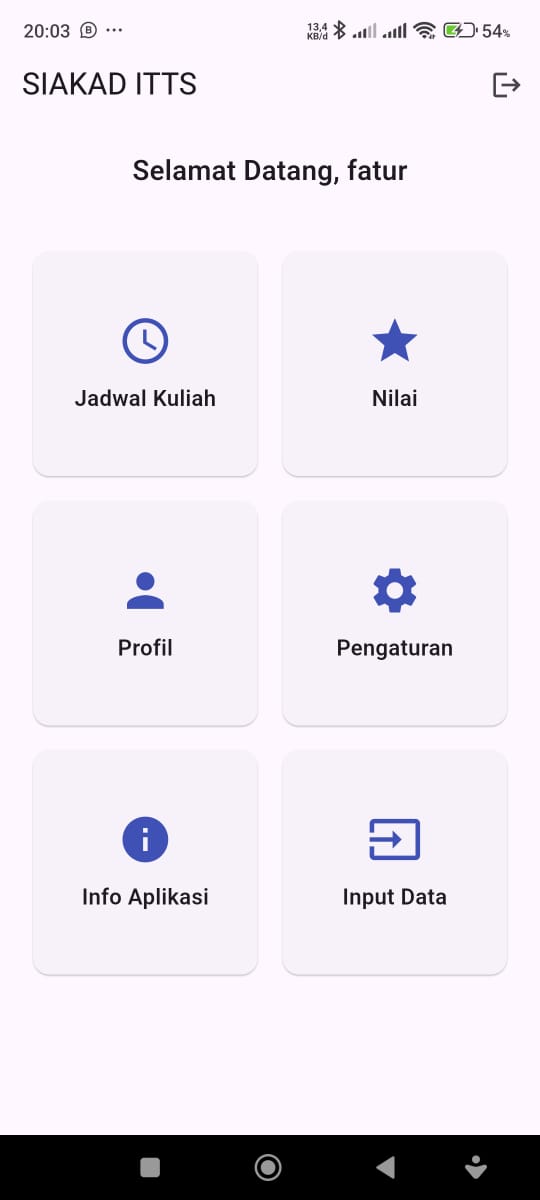 20:03
13,4
KB/d
54%
SIAKAD ITTS
Selamat Datang, fatur
Jadwal Kuliah
Nilai
Profil
Pengaturan
Info Aplikasi
Input Data